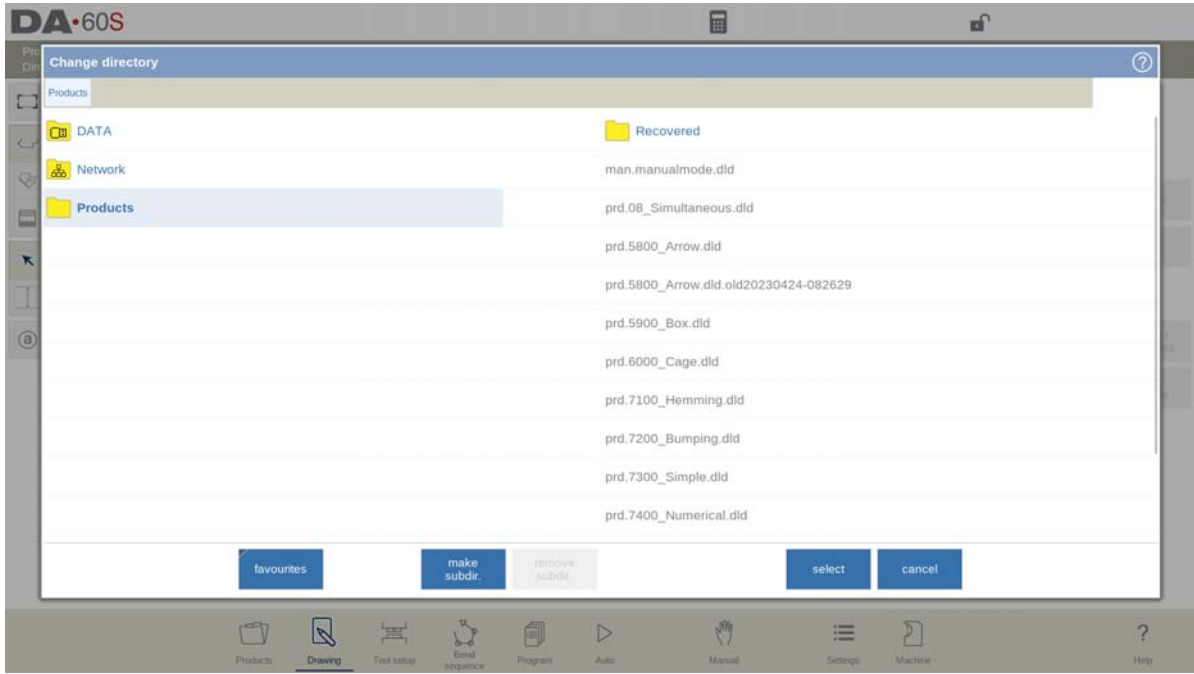 DA•60S
Pro
Dim
Change directory
?
Products
DATA
Recovered
Network
man.manualmode.dld
Products
prd.08_Simultaneous.dld
prd.5800_Arrow.dld
prd.5800_Arrow.dld.old20230424-082629
a
prd.5900_Box.dld
prd.6000_Cage.dld
prd.7100_Hemming.dld
prd.7200_Bumping.dld
prd.7300_Simple.dld
prd.7400_Numerical.dld
favourites
make
subdir.
remove
subdir.
select
cancel
Products
Drawing
Tool setup
Bend
sequence
Program
Auto
Manual
Settings
Machine
?
Help